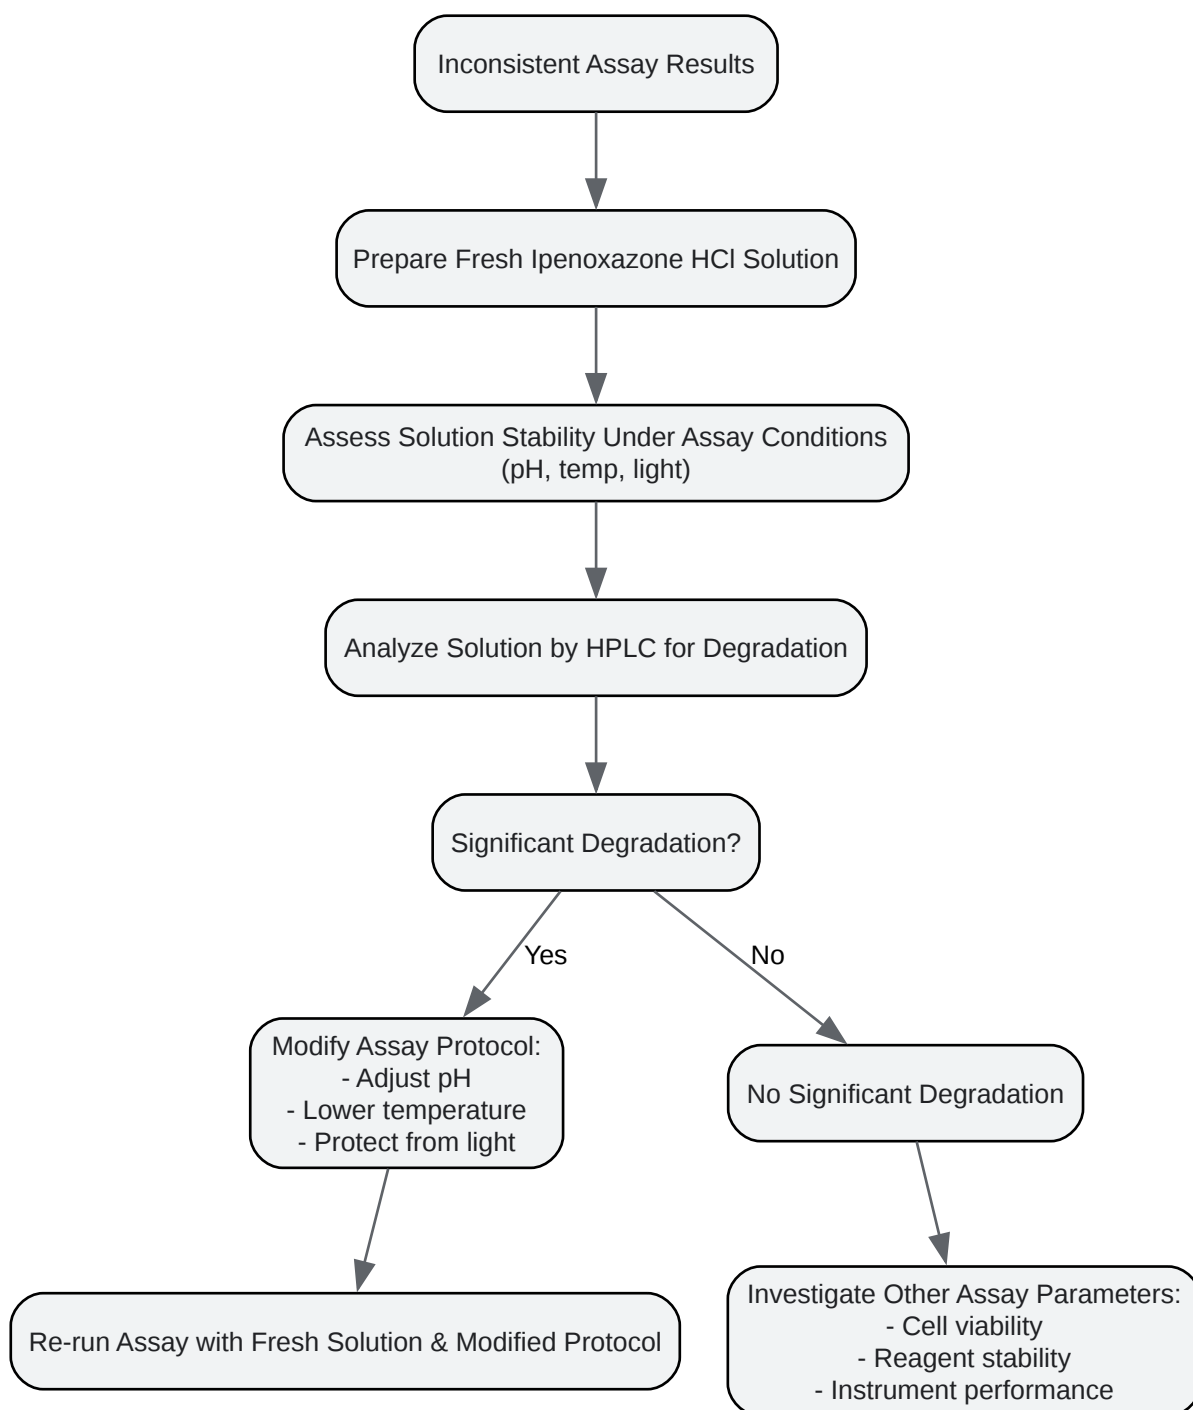 Inconsistent Assay Results
Prepare Fresh Ipenoxazone HCl Solution
Assess Solution Stability Under Assay Conditions
(pH, temp, light)
Analyze Solution by HPLC for Degradation
Significant Degradation?
Yes
No
Modify Assay Protocol:
- Adjust pH
- Lower temperature
- Protect from light
No Significant Degradation
Re-run Assay with Fresh Solution & Modified Protocol
Investigate Other Assay Parameters:
- Cell viability
- Reagent stability
- Instrument performance